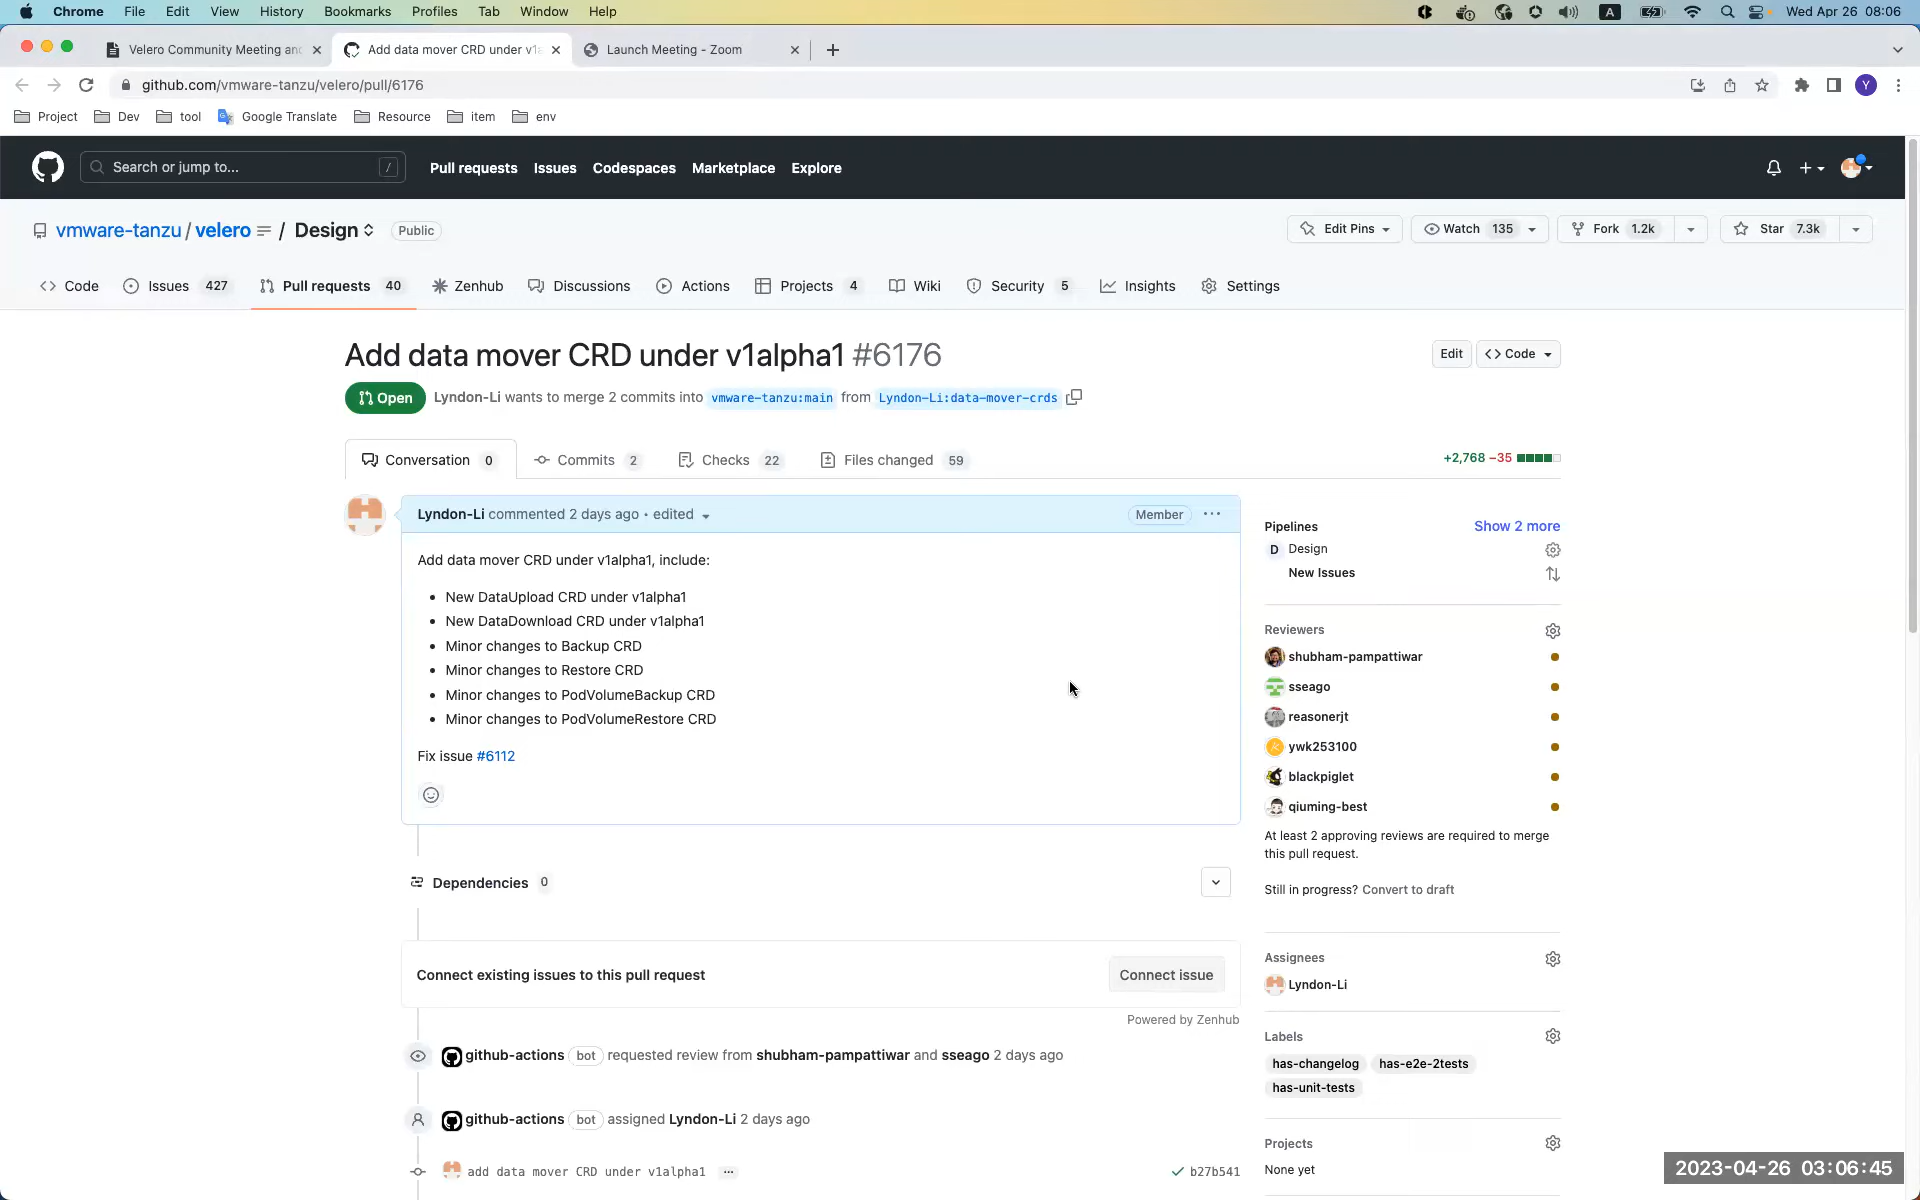 Chrome File Edit View History Bookmarks Profiles Tab Window Help A Wed Apr 26 08:06
Velero Community Meeting and Add data mover CRD under v1a Launch Meeting - Zoom
github.com/vmware-tanzu/velero/pull/6176 Y
Project Dev tool Google Translate Resource item env
Search or jump to... / Pull requests Issues Codespaces Marketplace Explore
vmware-tanzu / velero / Design Public Edit Pins Watch 135 Fork 1.2k Star 7.3k
Code Issues 427 Pull requests 40 Zenhub Discussions Actions Projects 4 Wiki Security 5 Insights Settings
Add data mover CRD under v1alpha1 #6176 Edit Code
Open Lyndon-Li wants to merge 2 commits into vmware-tanzu:main from Lyndon-Li:data-mover-crds
Conversation 0 Commits 2 Checks 22 Files changed 59 +2,768 −35
Lyndon-Li commented 2 days ago • edited Member
Add data mover CRD under v1alpha1, include:
• New DataUpload CRD under v1alpha1
• New DataDownload CRD under v1alpha1
• Minor changes to Backup CRD
• Minor changes to Restore CRD
• Minor changes to PodVolumeBackup CRD
• Minor changes to PodVolumeRestore CRD
Fix issue #6112
Dependencies 0
Connect existing issues to this pull request Connect issue
Powered by Zenhub
github-actions bot requested review from shubham-pampattiwar and sseago 2 days ago
github-actions bot assigned Lyndon-Li 2 days ago
add data mover CRD under v1alpha1 ... b27b541
Pipelines Show 2 more
D Design
New Issues
Reviewers
shubham-pampattiwar
sseago
reasonerjt
ywk253100
blackpiglet
qiuming-best
At least 2 approving reviews are required to merge
this pull request.
Still in progress? Convert to draft
Assignees
Lyndon-Li
Labels
has-changelog has-e2e-2tests
has-unit-tests
Projects
None yet
2023-04-26 03:06:45